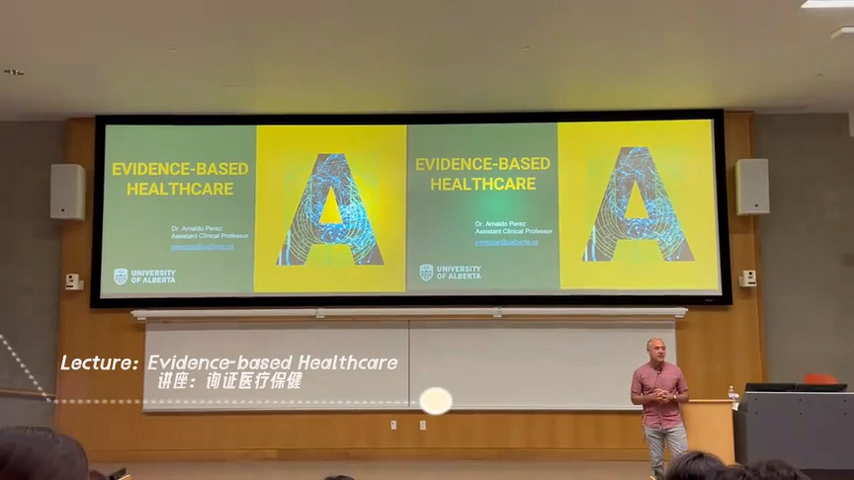 EVIDENCE-BASED
HEALTHCARE
Dr. Arnaldo Perez
Assistant Clinical Professor
UNIVERSITY
OF ALBERTA
EVIDENCE-BASED
HEALTHCARE
Dr. Arnaldo Perez
Assistant Clinical Professor
UNIVERSITY
OF ALBERTA
Lecture: Evidence-based Healthcare
讲座：询证医疗保健